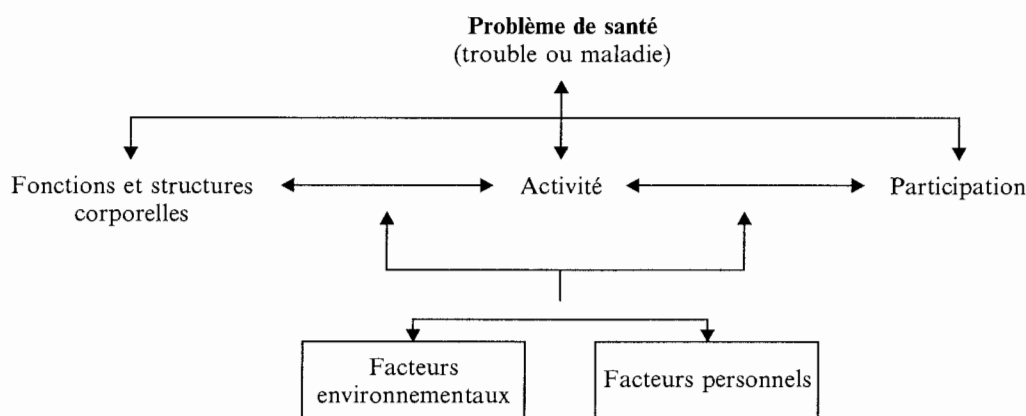 Problème de santé
(trouble ou maladie)
Fonctions et structures
corporelles
Activité
Participation
Facteurs
environnementaux
Facteurs personnels